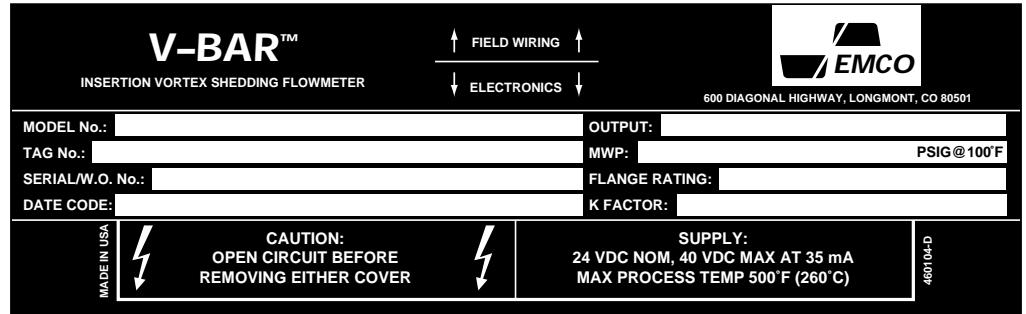 V–BAR™
INSERTION VORTEX SHEDDING FLOWMETER
FIELD WIRING
ELECTRONICS
EMCO
600 DIAGONAL HIGHWAY, LONGMONT, CO 80501
MODEL No.:
OUTPUT:
TAG No.:
MWP: PSIG@100˚F
SERIAL/W.O. No.:
FLANGE RATING:
DATE CODE:
K FACTOR:
MADE IN USA
CAUTION:
OPEN CIRCUIT BEFORE
REMOVING EITHER COVER
SUPPLY:
24 VDC NOM, 40 VDC MAX AT 35 mA
MAX PROCESS TEMP 500˚F (260˚C)
460104-D